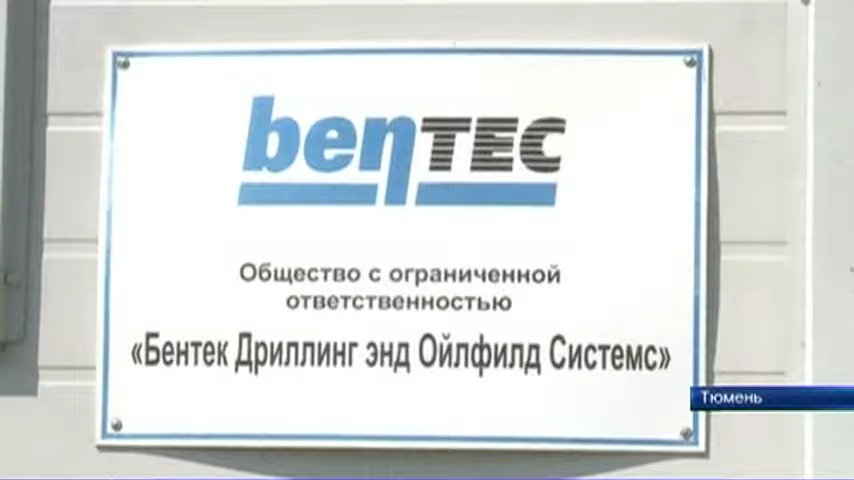 benTEC
Общество с ограниченной
ответственностью
«Бентек Дриллинг энд Ойлфилд Системс»
Тюмень